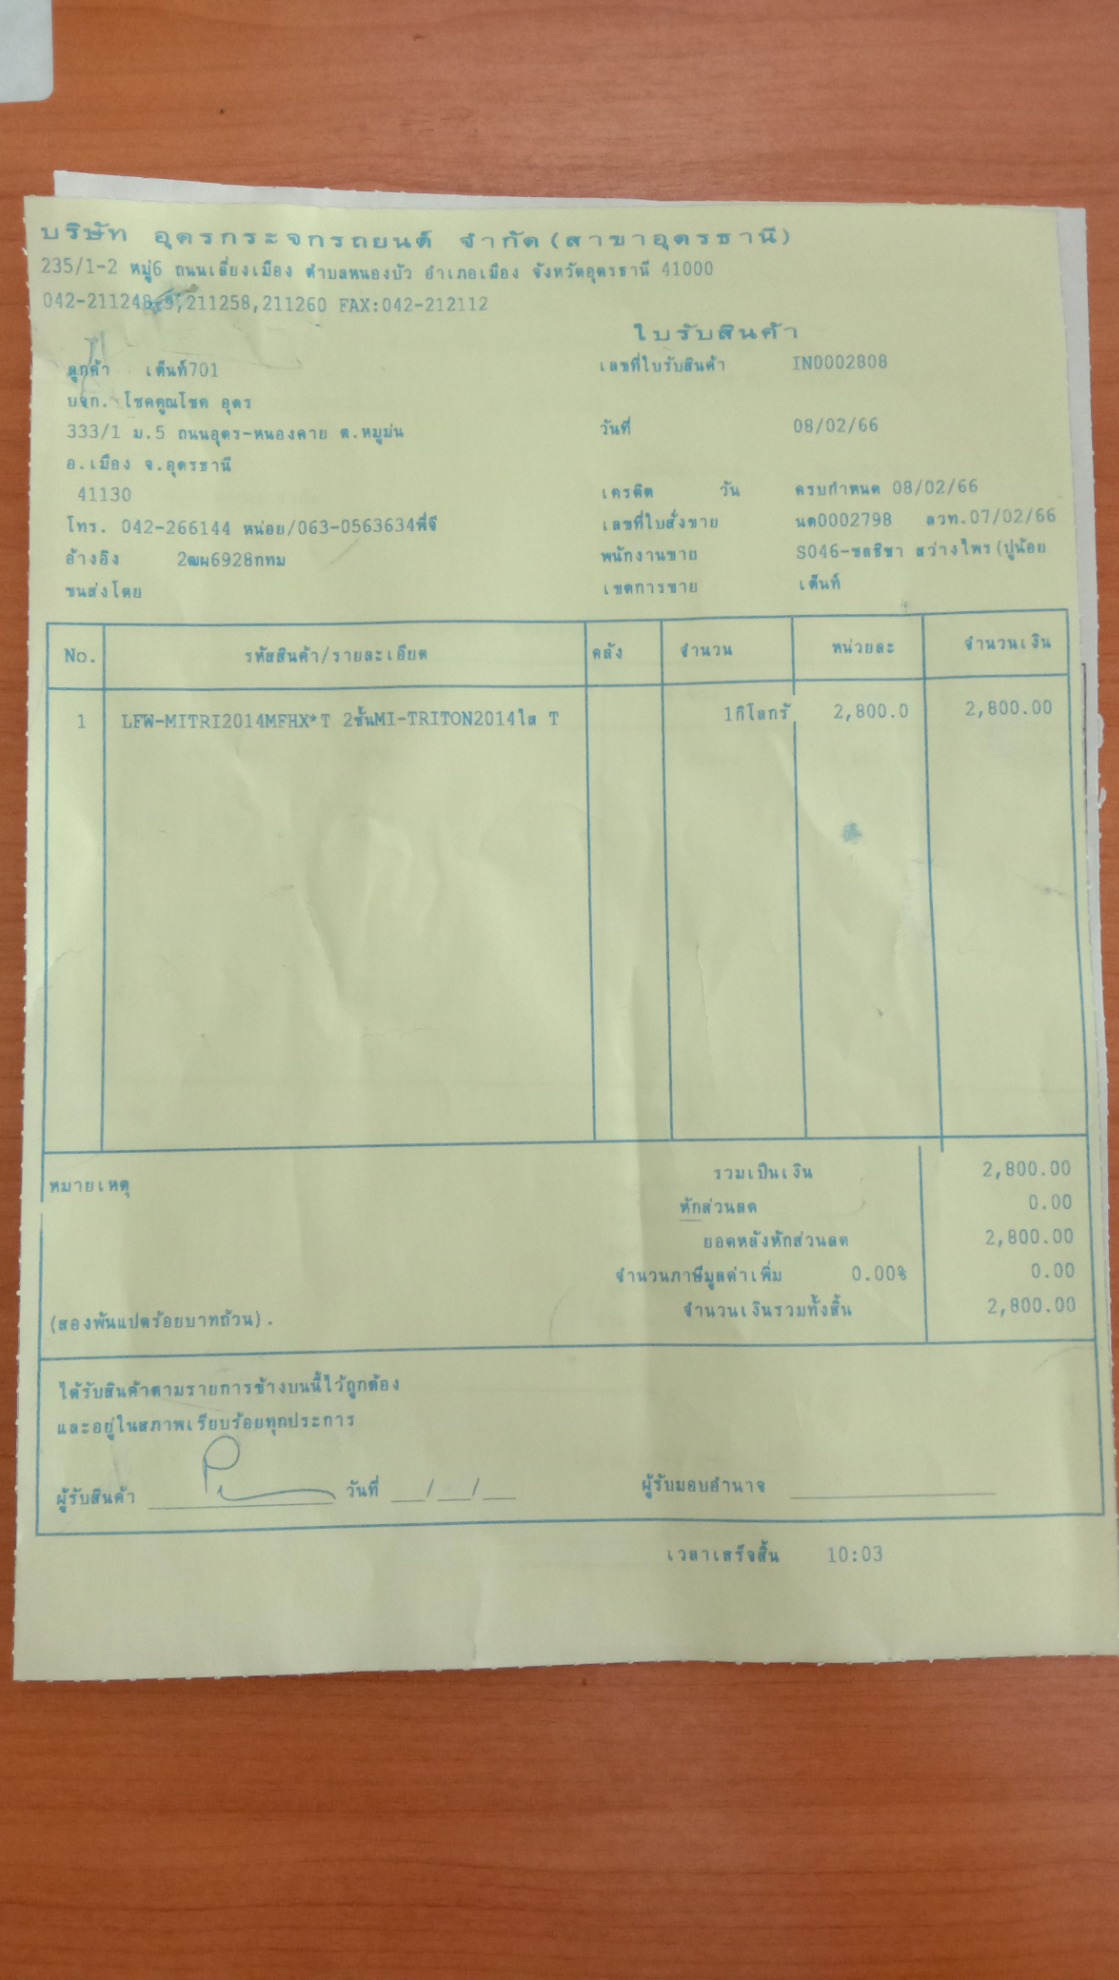 บริษัท อุดรกระจกรถยนต์ จำกัด(สาขาอุดรธานี)
235/1-2 หมู่6 ถนนเลี่ยงเมือง ตำบลหนองบัว อำเภอเมือง จังหวัดอุดรธานี 41000
042-211248-9,211258,211260 FAX:042-212112
ใบรับสินค้า
ลูกค้า เต็นท์701 เลขที่ใบรับสินค้า IN0002808
บจก. โชคคูณโชค อุดร
333/1 ม.5 ถนนอุดร-หนองคาย ต.หมูม่น วันที่ 08/02/66
อ.เมือง จ.อุดรธานี
41130 เครดิต วัน ครบกำหนด 08/02/66
โทร. 042-266144 หน่อย/063-0563634พี่จี เลขที่ใบสั่งขาย นด0002798 ลวท.07/02/66
อ้างอิง 2ฒผ6928กทม พนักงานขาย S046-ชลธิชา สว่างไพร(ปูน้อย
ขนส่งโดย เขตการขาย เต็นท์
No. รหัสสินค้า/รายละเอียด คลัง จำนวน หน่วยละ จำนวนเงิน
1 LFW-MITRI2014MFHX*T 2ชั้นMI-TRITON2014ใส T 1กิโลกรั 2,800.0 2,800.00
รวมเป็นเงิน 2,800.00
หมายเหตุ
หักส่วนลด 0.00
ยอดหลังหักส่วนลด 2,800.00
จำนวนภาษีมูลค่าเพิ่ม 0.00% 0.00
(สองพันแปดร้อยบาทถ้วน). จำนวนเงินรวมทั้งสิ้น 2,800.00
ได้รับสินค้าตามรายการข้างบนนี้ไว้ถูกต้อง
และอยู่ในสภาพเรียบร้อยทุกประการ
ผู้รับสินค้า วันที่ __/__/__ ผู้รับมอบอำนาจ
เวลาเสร็จสิ้น 10:03